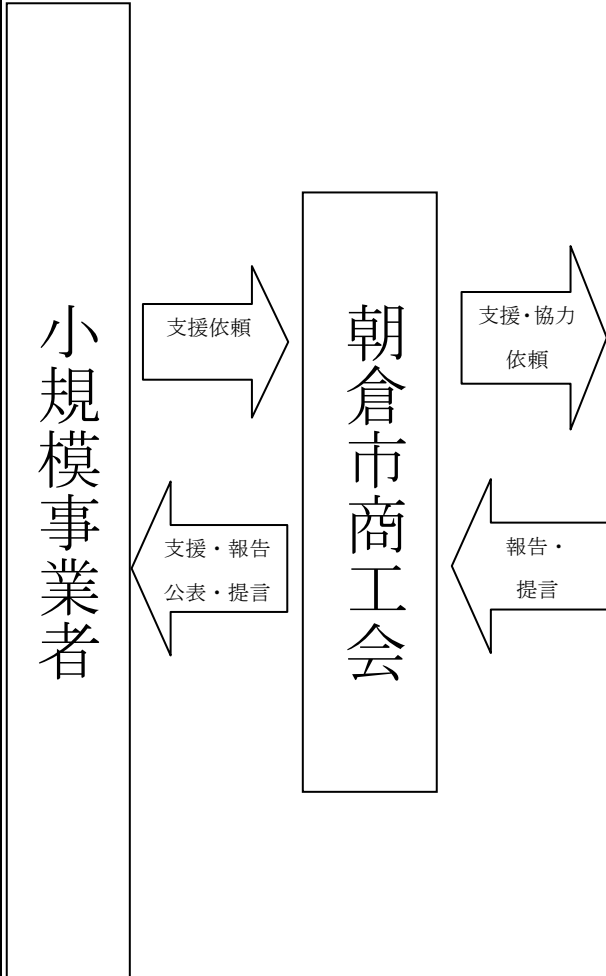 小規模事業者
支援依頼
支援・報告
公表・提言
朝倉市商工会
支援・協力
依頼
報告・
提言